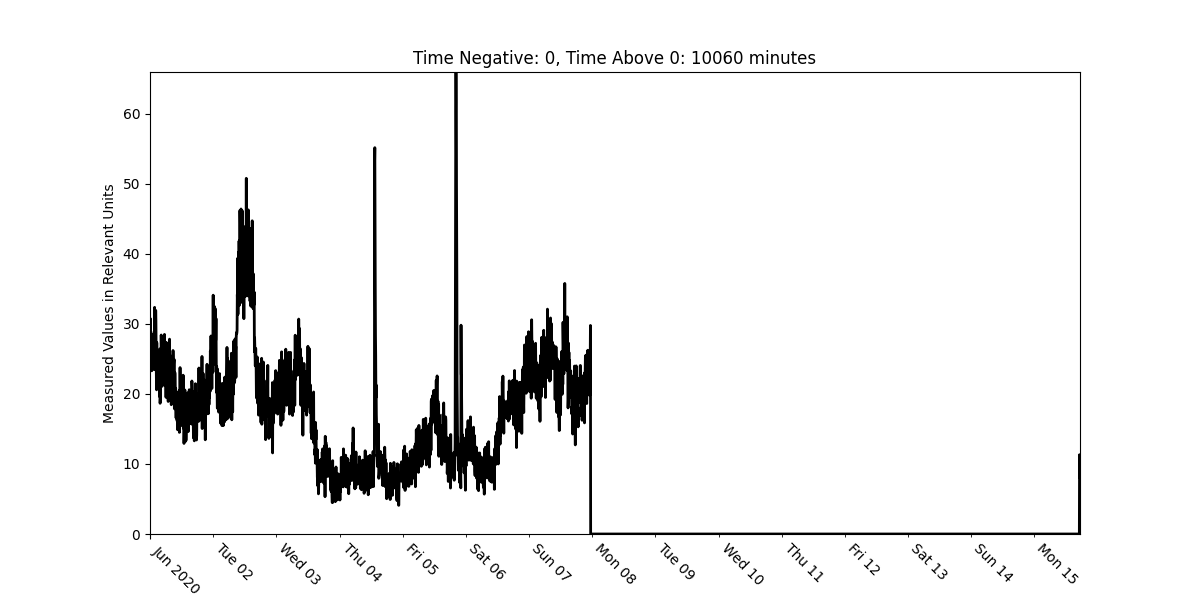 Time Negative: 0, Time Above 0: 10060 minutes
Measured Values in Relevant Units
60
50
40
30
20
10
0
Jun 2020
Tue 02
Wed 03
Thu 04
Fri 05
Sat 06
Sun 07
Mon 08
Tue 09
Wed 10
Thu 11
Fri 12
Sat 13
Sun 14
Mon 15